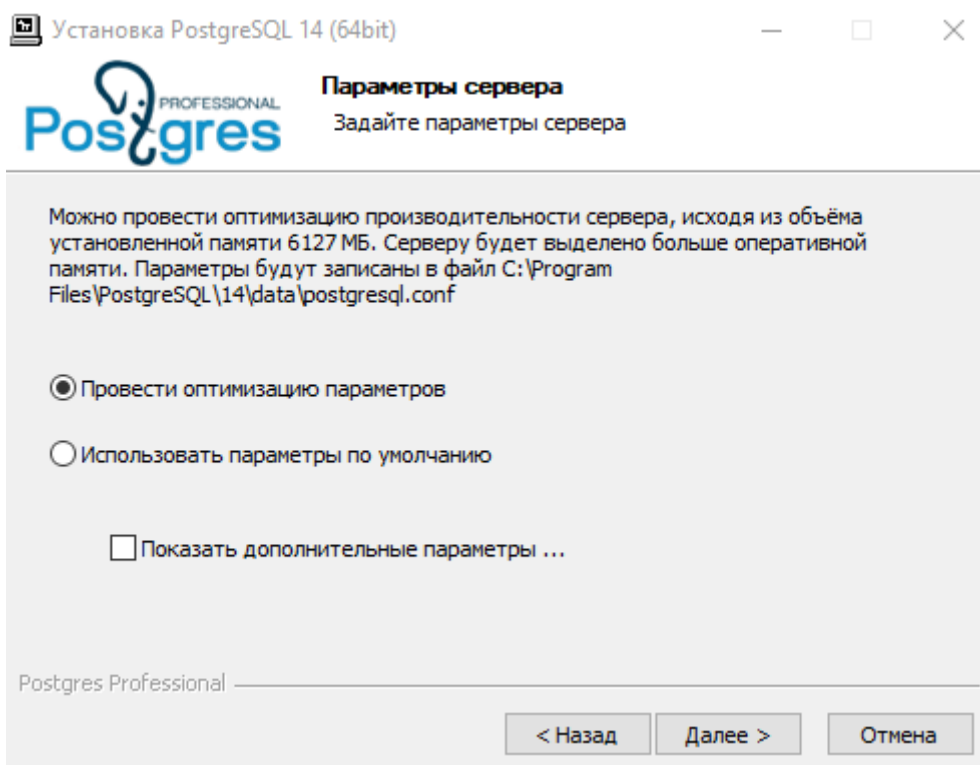 Установка PostgreSQL 14 (64bit)
PROFESSIONAL
Postgres
Параметры сервера
Задайте параметры сервера
Можно провести оптимизацию производительности сервера, исходя из объёма
установленной памяти 6127 МБ. Серверу будет выделено больше оперативной
памяти. Параметры будут записаны в файл C:\Program
Files\PostgreSQL\14\data\postgresql.conf
Провести оптимизацию параметров
Использовать параметры по умолчанию
Показать дополнительные параметры ...
Postgres Professional
< Назад
Далее >
Отмена